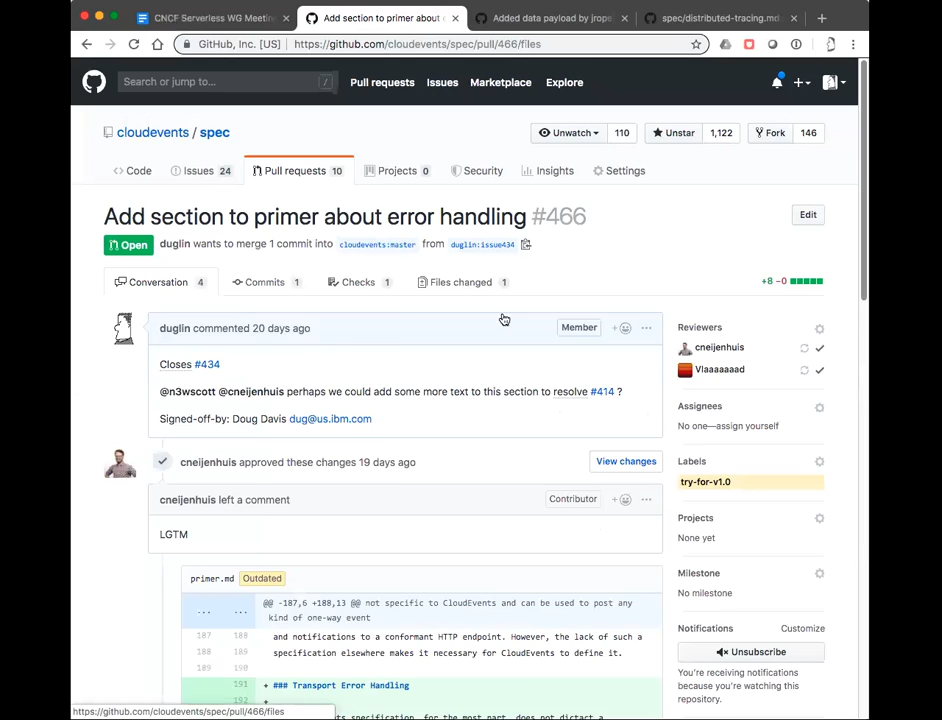 CNCF Serverless WG Meetin
Add section to primer about
Added data payload by jrope
spec/distributed-tracing.md
GitHub, Inc. [US] | https://github.com/cloudevents/spec/pull/466/files
Search or jump to...
/
Pull requests
Issues
Marketplace
Explore
cloudevents / spec
Unwatch 110
Unstar 1,122
Fork 146
Code
Issues 24
Pull requests 10
Projects 0
Security
Insights
Settings
Add section to primer about error handling #466
Edit
Open
duglin wants to merge 1 commit into cloudevents:master from duglin:issue434
Conversation 4
Commits 1
Checks 1
Files changed 1
+8 −0
duglin commented 20 days ago
Member
Closes #434
@n3wscott @cneijenhuis perhaps we could add some more text to this section to resolve #414 ?
Signed-off-by: Doug Davis dug@us.ibm.com
cneijenhuis approved these changes 19 days ago
View changes
cneijenhuis left a comment
Contributor
LGTM
primer.md Outdated
... ... @@ -187,6 +188,13 @@ not specific to CloudEvents and can be used to post any
kind of one-way event
187 188 and notifications to a conformant HTTP endpoint. However, the lack of such a
188 189 specification elsewhere makes it necessary for CloudEvents to define it.
189 190
191 + ### Transport Error Handling
192 +
Reviewers
cneijenhuis
Vlaaaaaad
Assignees
No one—assign yourself
Labels
try-for-v1.0
Projects
None yet
Milestone
No milestone
Notifications Customize
Unsubscribe
You're receiving notifications
because you're watching this
repository.
https://github.com/cloudevents/spec/pull/466/files